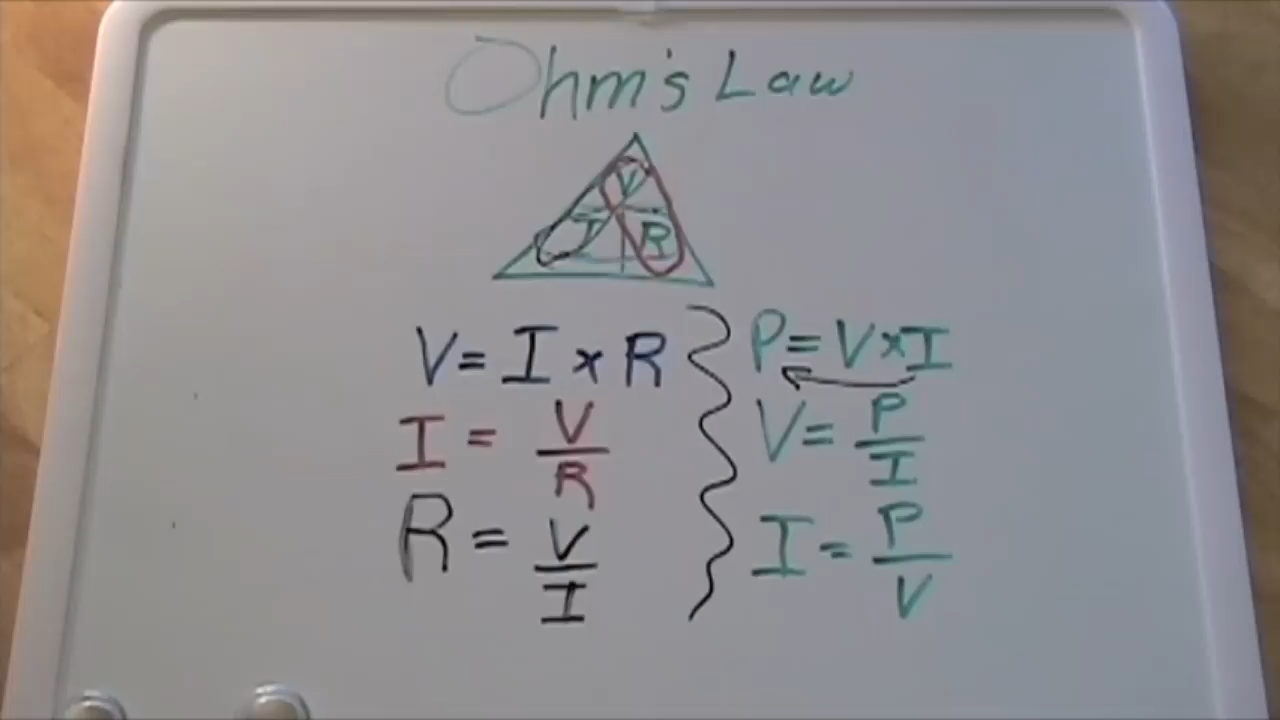 Ohm's Law
V
I R
V = I × R
I = V/R
R = V/I
P = V×I
V = P/I
I = P/V